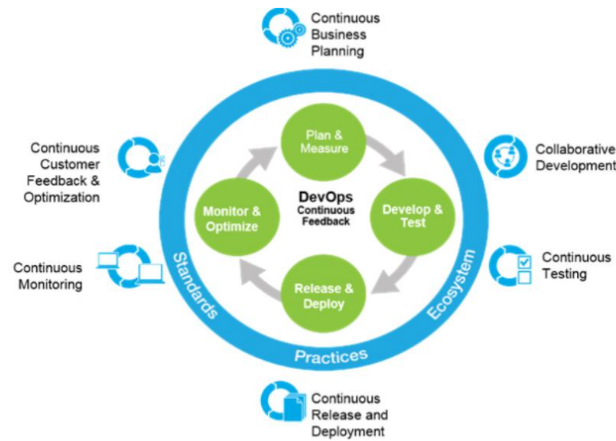 Continuous
Business
Planning
Continuous
Customer
Feedback &
Optimization
Collaborative
Development
Plan &
Measure
Monitor &
Optimize
DevOps
Continuous
Feedback
Develop &
Test
Release &
Deploy
Continuous
Monitoring
Continuous
Testing
Standards
Practices
Ecosystem
Continuous
Release and
Deployment